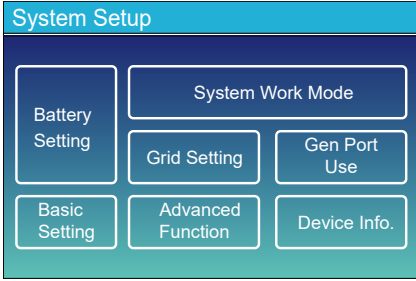 System Setup
System Work Mode
Battery
Setting
Grid Setting
Gen Port
Use
Basic
Setting
Advanced
Function
Device Info.